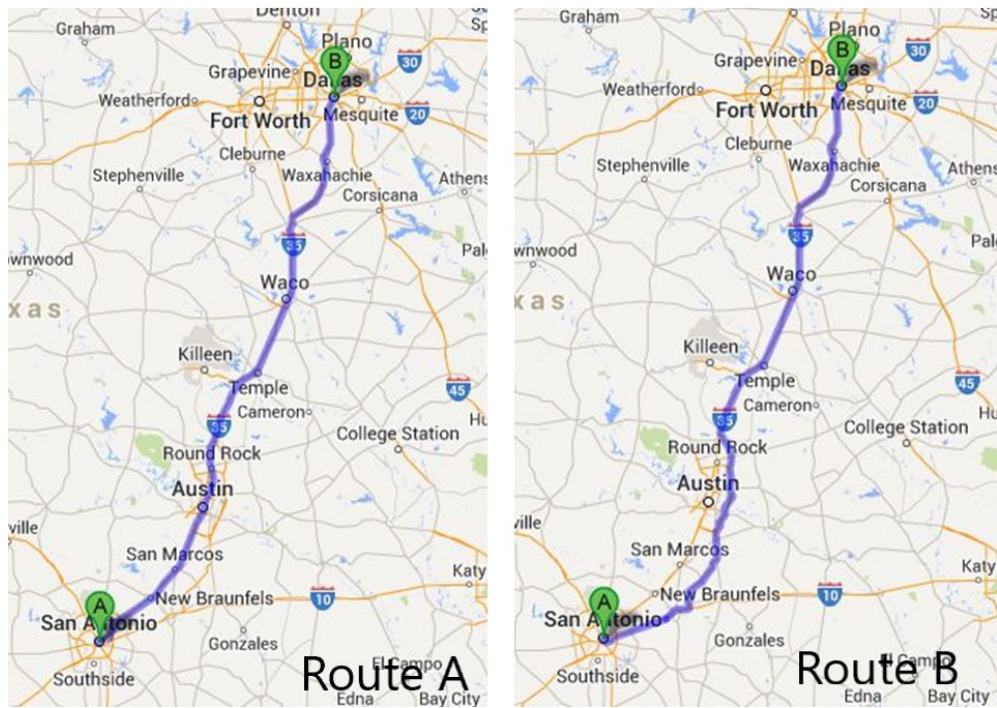 Denton
Graham
Plano
B
30
Grapevine
Dallas
Weatherford
Fort Worth
Mesquite
20
Cleburne
Waxahachie
Stephenville
Athens
Corsicana
35
Pal
wnwood
Waco
xas
Killeen
Temple
45
Cameron
35
Hu
College Station
Round Rock
Austin
ville
San Marcos
Katy
A
New Braunfels
10
San Antonio
Gonzales
Southside
El Campo
Edna
Bay City
Route A
Sp
Graham
Plano
B
30
Grapevine
Dallas
Weatherford
Fort Worth
Mesquite
20
Cleburne
Waxahachie
Stephenville
Athens
Corsicana
35
Pal
ownwood
Waco
xas
Killeen
Temple
45
Cameron
35
Hu
College Station
Round Rock
Austin
ville
San Marcos
Katy
A
New Braunfels
10
San Antonio
Gonzales
Southside
El Campo
Edna
Bay City
Route B